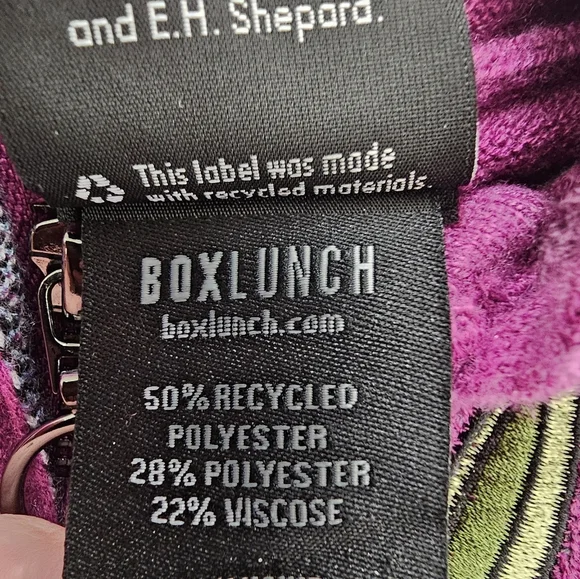 and E.H. Shepard.
This label was made
with recycled materials.
BOXLUNCH
boxlunch.com
50% RECYCLED
POLYESTER
28% POLYESTER
22% VISCOSE